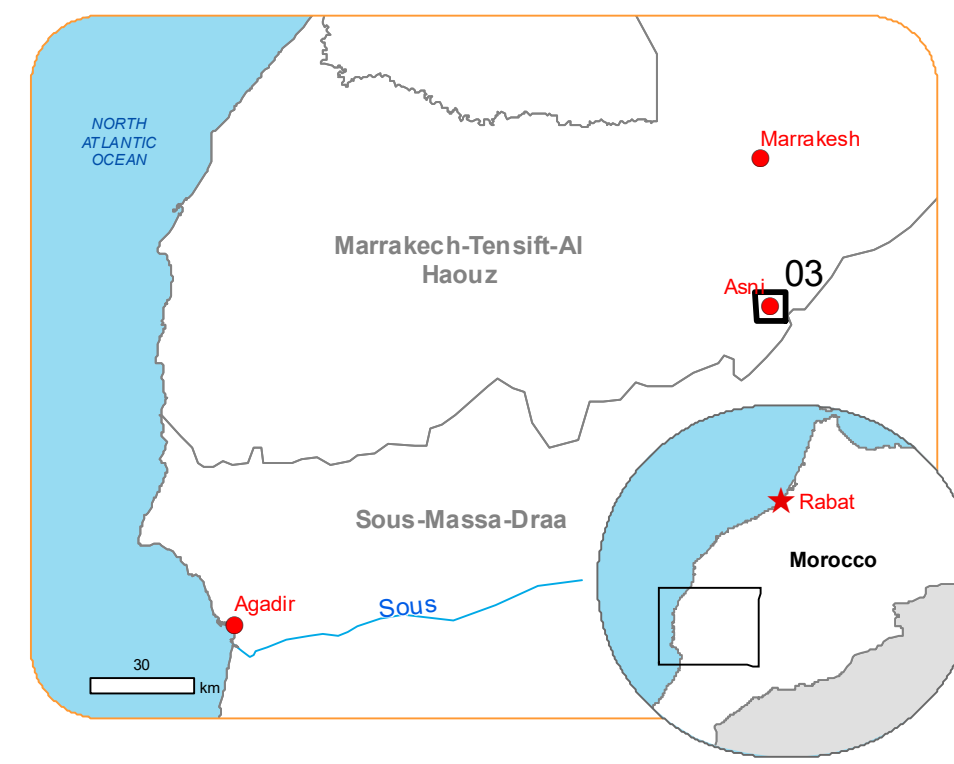 NORTH
ATLANTIC
OCEAN
Marrakesh
Marrakech-Tensift-Al
Haouz
03
Asni
Rabat
Sous-Massa-Draa
Morocco
Agadir
Sous
30
km